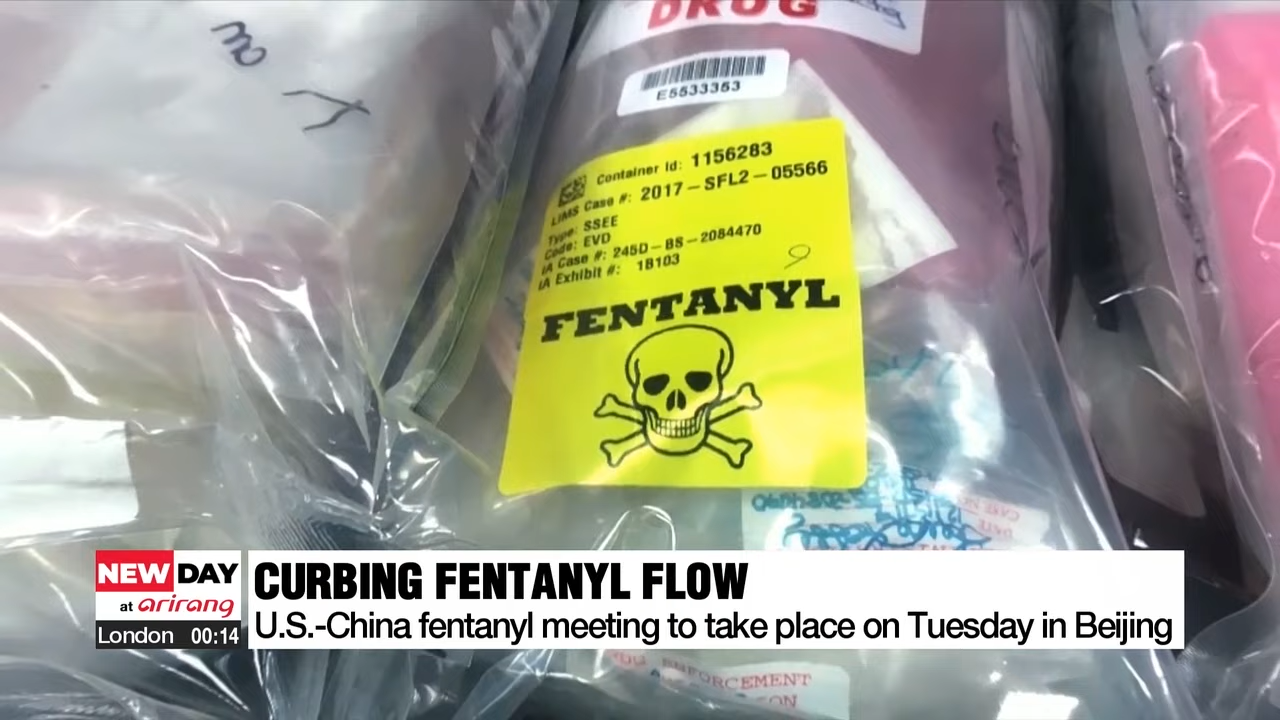 DRUG
E5533353
Container Id: 1156283
LIMS Case #: 2017-SFL2-05566
Type: SSEE
Code: EVD
IA Case #: 245D-BS-2084470
IA Exhibit #: 1B103
9
FENTANYL
NEW DAY
at arirang
London 00:14
CURBING FENTANYL FLOW
U.S.-China fentanyl meeting to take place on Tuesday in Beijing
ENFORCEMENT